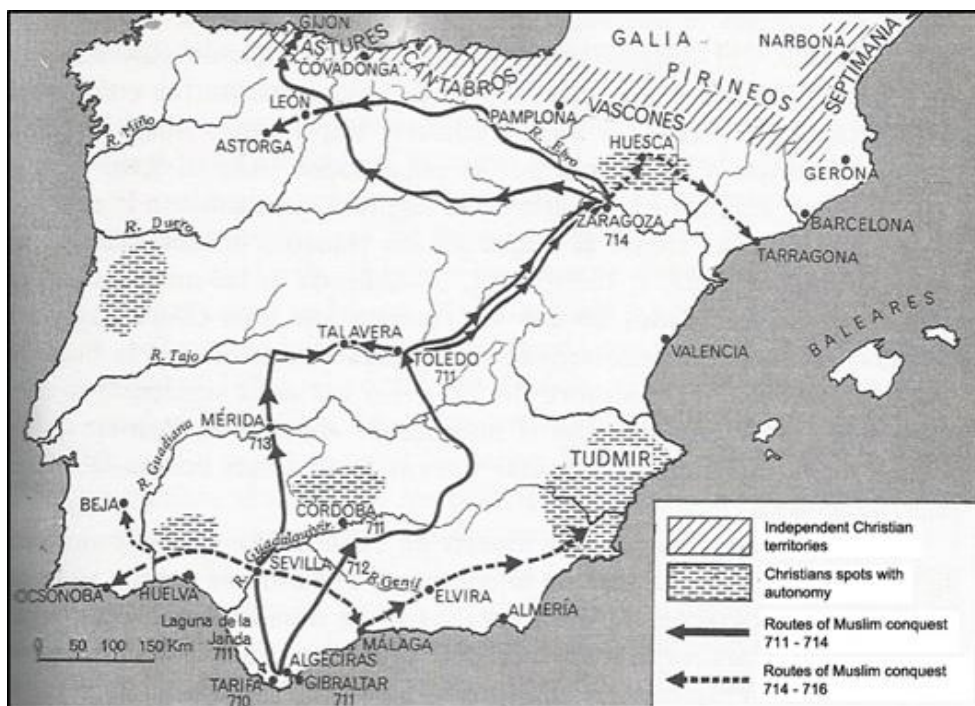 GIJON
ASTURES
COVADONGA
CÁNTABROS
GALIA
NARBONA
PIRINEOS
SEPTIMANIA
LEÓN
PAMPLONA
VASCONES
R. Miño
ASTORGA
R. Ebro
HUESCA
GERONA
ZARAGOZA
714
BARCELONA
TARRAGONA
R. Duero
TALAVERA
TOLEDO
711
VALENCIA
BALEARES
R. Tajo
MÉRIDA
713
R. Guadiana
TUDMIR
BEJA
CÓRDOBA
711
R. Guadalquivir
SEVILLA
712
R. Genil
OCSONOBA
HUELVA
ELVIRA
ALMERÍA
Laguna de la
Janda
711
MÁLAGA
0 50 100 150 Km
ALGECIRAS
TARIFA
710
GIBRALTAR
711
Independent Christian
territories
Christians spots with
autonomy
Routes of Muslim conquest
711 - 714
Routes of Muslim conquest
714 - 716